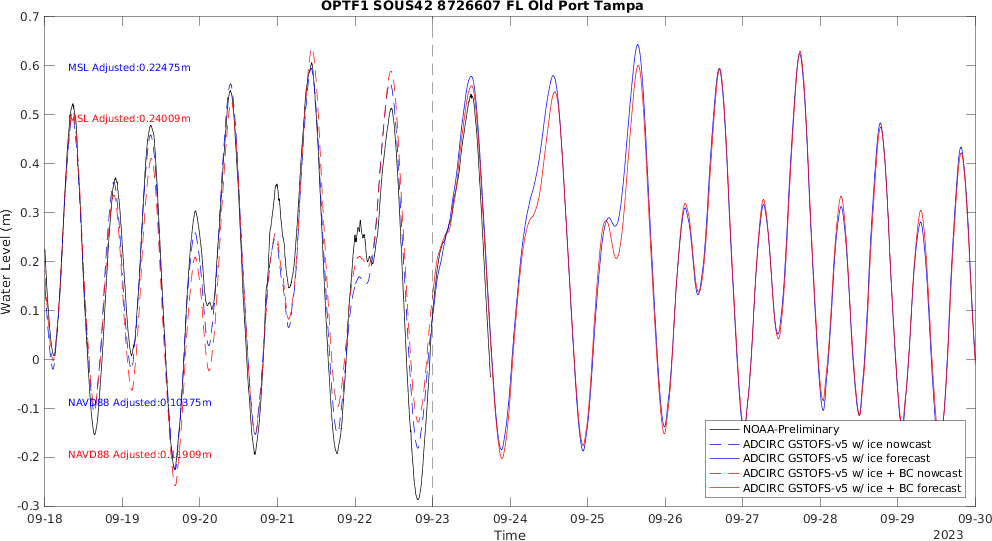 OPTF1 SOUS42 8726607 FL Old Port Tampa
0.7
0.6
0.5
0.4
0.3
0.2
0.1
0
-0.1
-0.2
-0.3
Water Level (m)
MSL Adjusted:0.22475m
MSL Adjusted:0.24009m
NAVD88 Adjusted:0.10375m
NAVD88 Adjusted:
NOAA-Preliminary
ADCIRC GSTOFS-v5 w/ ice nowcast
ADCIRC GSTOFS-v5 w/ ice forecast
ADCIRC GSTOFS-v5 w/ ice + BC nowcast
ADCIRC GSTOFS-v5 w/ ice + BC forecast
09-18 09-19 09-20 09-21 09-22 09-23 09-24 09-25 09-26 09-27 09-28 09-29 09-30
Time
2023